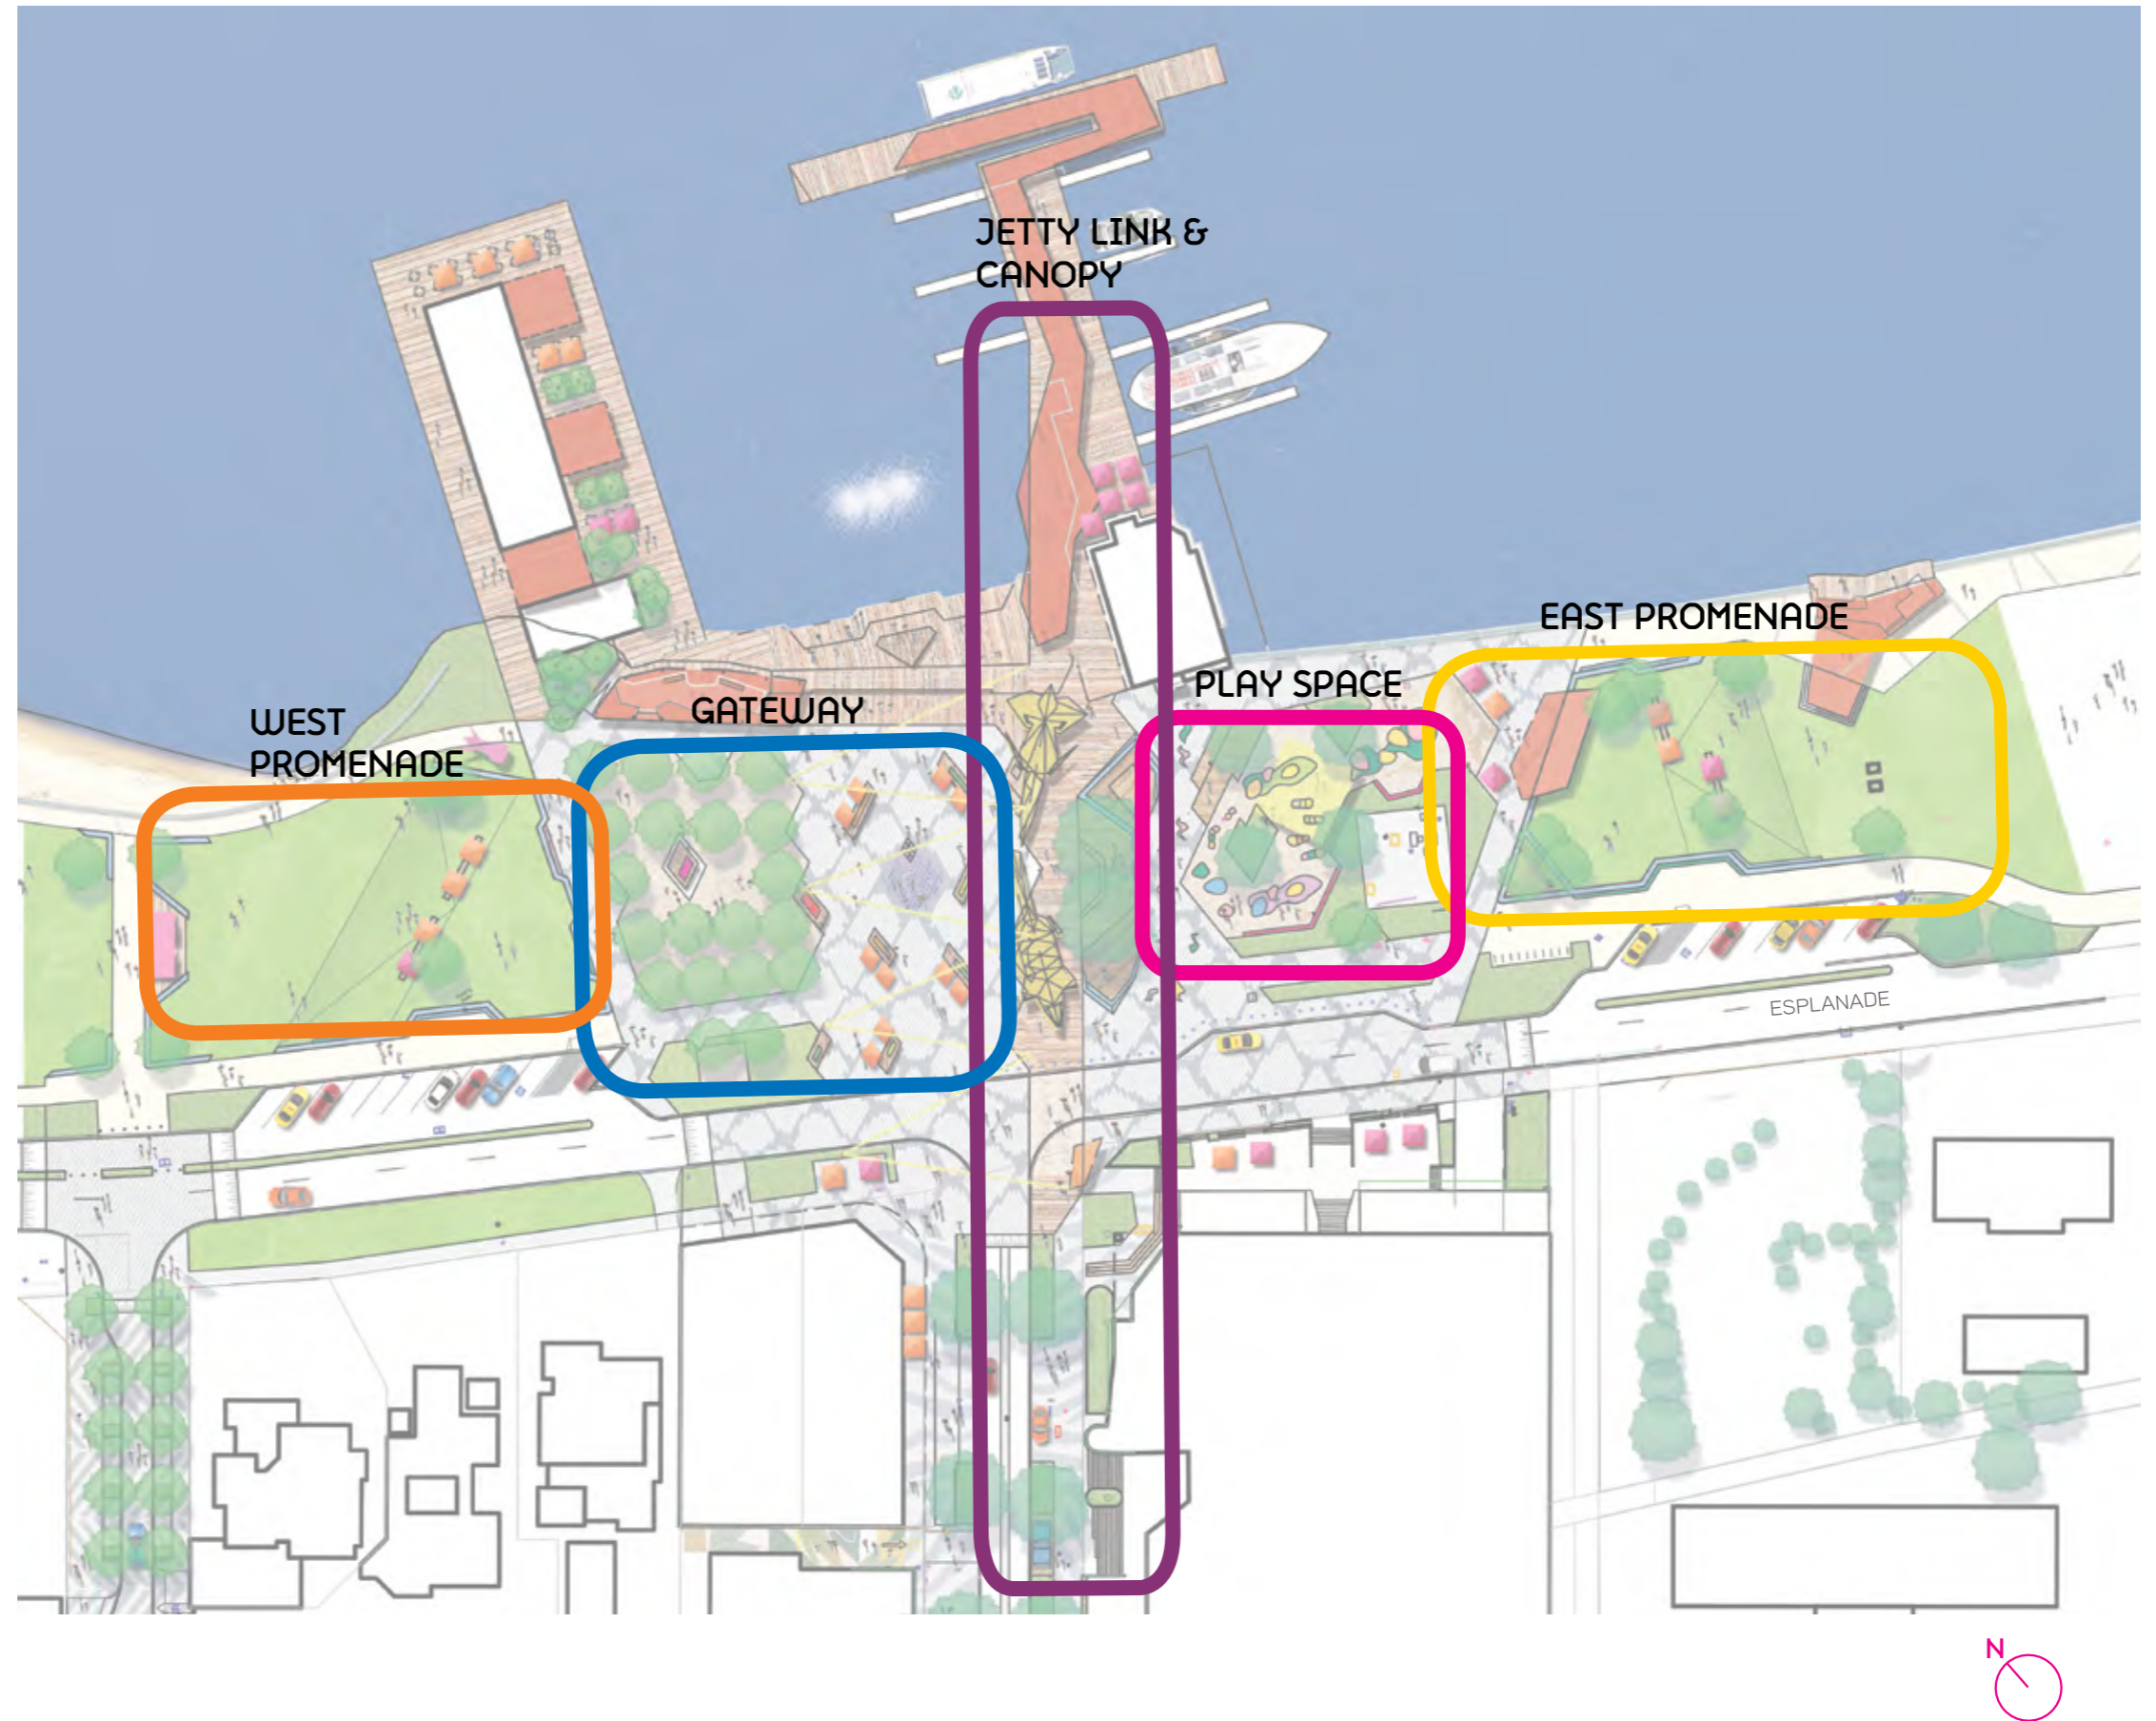 JETTY LINK &
CANOPY
EAST PROMENADE
PLAY SPACE
GATEWAY
WEST
PROMENADE
ESPLANADE
N